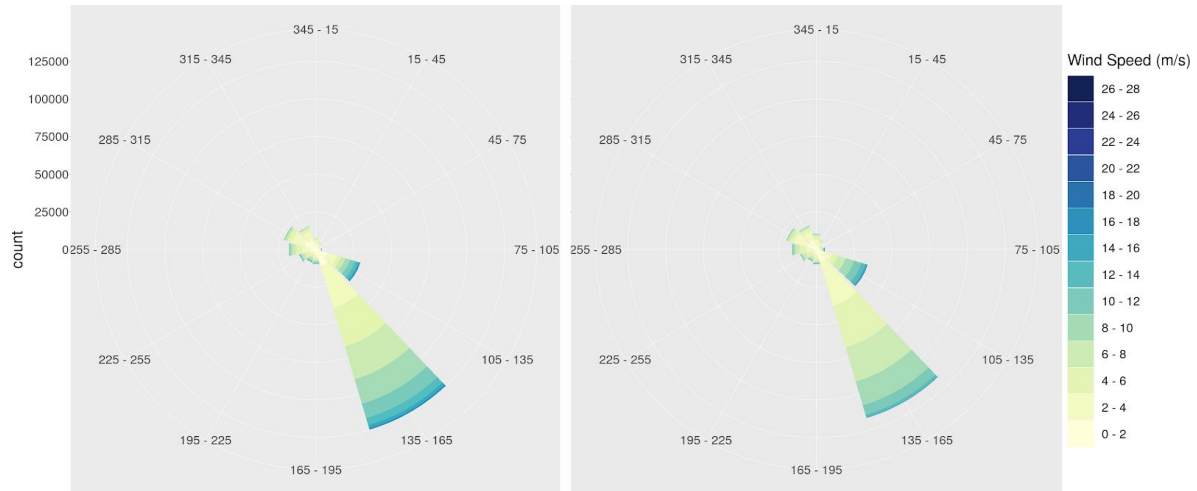 345 - 15
315 - 345
15 - 45
285 - 315
45 - 75
255 - 285
75 - 105
225 - 255
105 - 135
195 - 225
135 - 165
165 - 195
125000
100000
75000
50000
25000
0
count
345 - 15
315 - 345
15 - 45
285 - 315
45 - 75
255 - 285
75 - 105
225 - 255
105 - 135
195 - 225
135 - 165
165 - 195
Wind Speed (m/s)
26 - 28
24 - 26
22 - 24
20 - 22
18 - 20
16 - 18
14 - 16
12 - 14
10 - 12
8 - 10
6 - 8
4 - 6
2 - 4
0 - 2